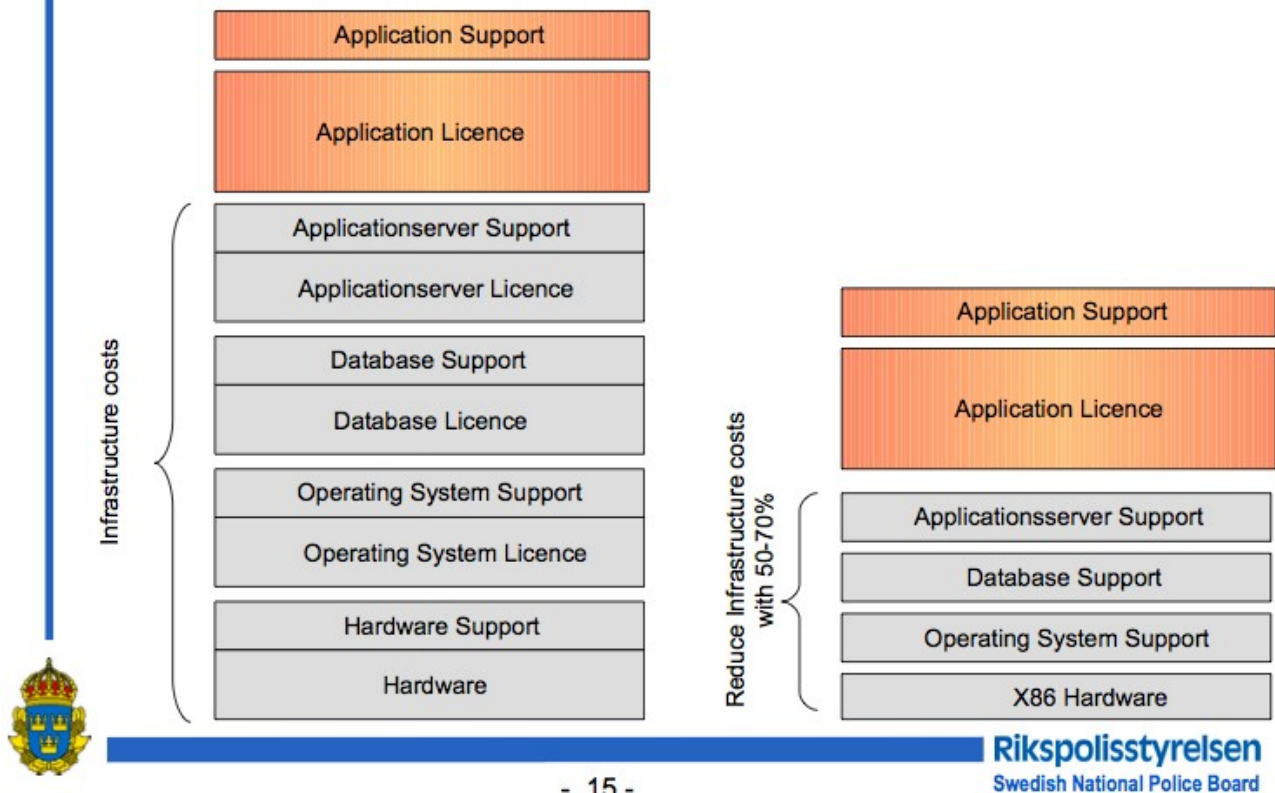 Application Support
Application Licence
Applicationserver Support
Applicationserver Licence
Database Support
Database Licence
Operating System Support
Operating System Licence
Hardware Support
Hardware
Infrastructure costs
Application Support
Application Licence
Applicationsserver Support
Database Support
Operating System Support
X86 Hardware
Reduce Infrastructure costs
with 50-70%
- 15 -
Rikspolisstyrelsen
Swedish National Police Board